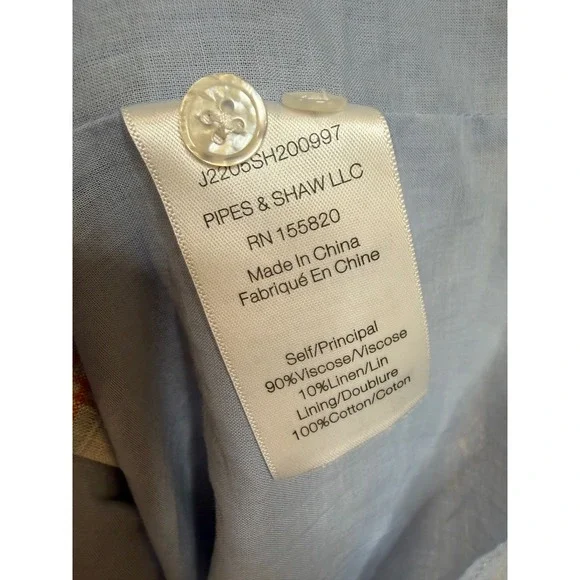 J2205SH200997
PIPES & SHAW LLC
RN 155820
Made In China
Fabriqué En Chine
Self/Principal
90%Viscose/Viscose
10%Linen/Lin
Lining/Doublure
100%Cotton/Coton